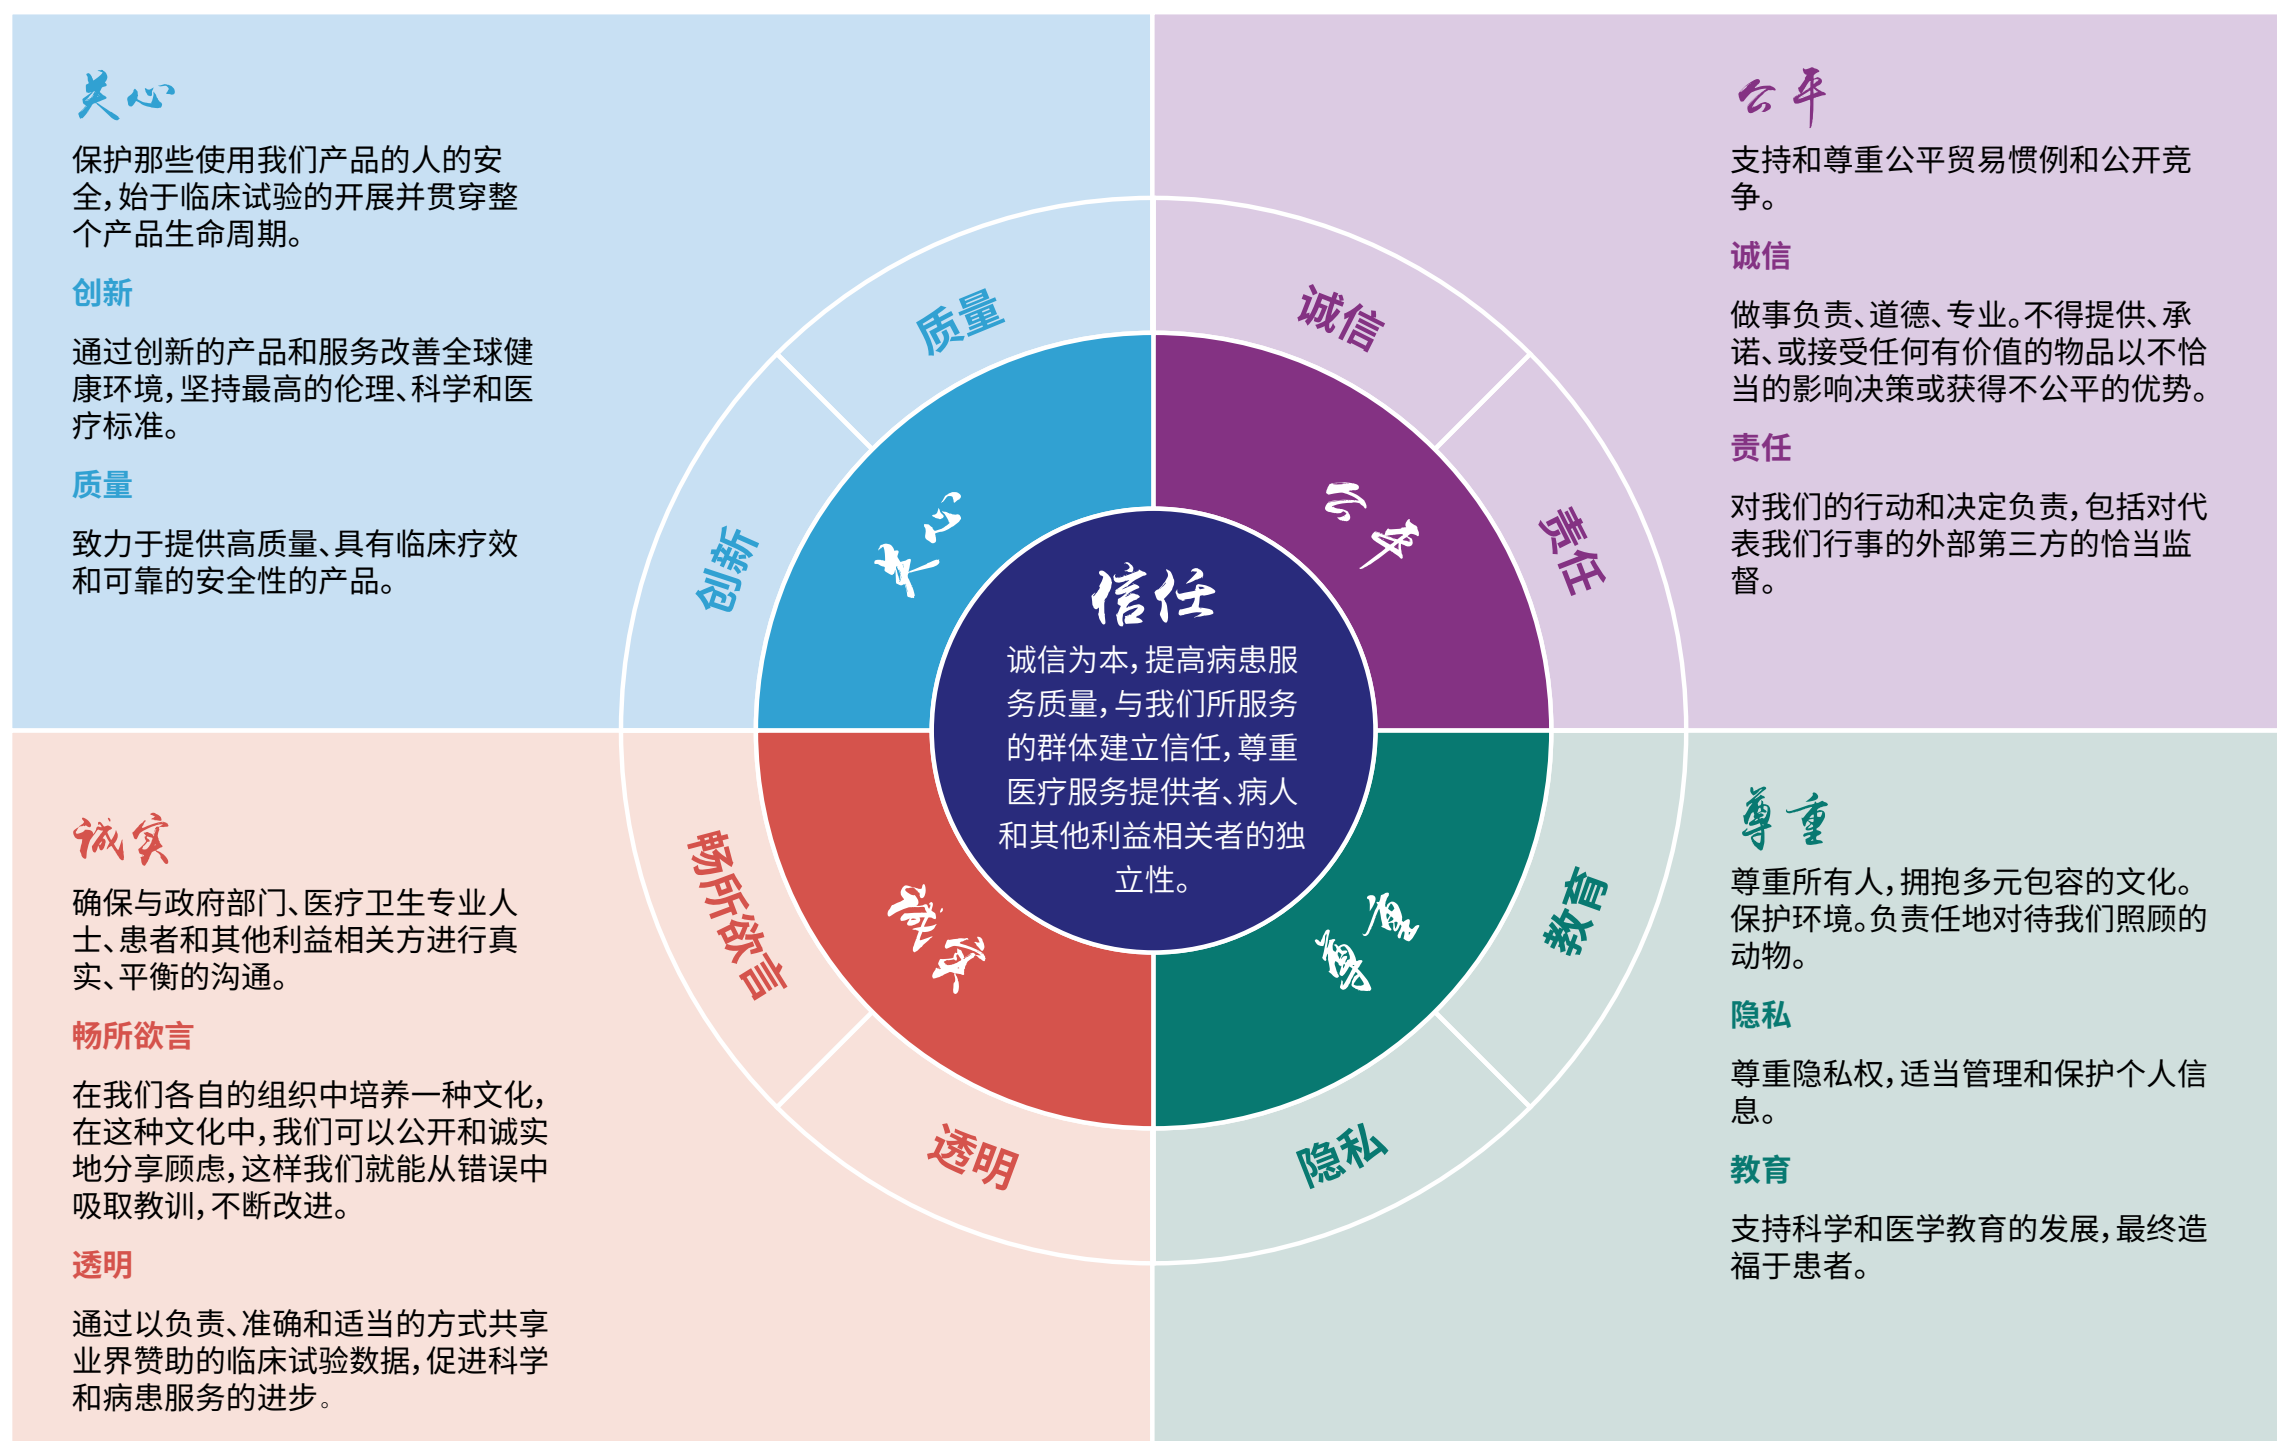 关心
保护那些使用我们产品的人的安
全，始于临床试验的开展并贯穿整
个产品生命周期。
创新
通过创新的产品和服务改善全球健
康环境，坚持最高的伦理、科学和医
疗标准。
质量
致力于提供高质量、具有临床疗效
和可靠的安全性的产品。
公平
支持和尊重公平贸易惯例和公开竞
争。
诚信
做事负责、道德、专业。不得提供、承
诺、或接受任何有价值的物品以不恰
当的影响决策或获得不公平的优势。
责任
对我们的行动和决定负责，包括对代
表我们行事的外部第三方的恰当监
督。
质量
诚信
创新
关心
公平
责任
信任
诚信为本，提高病患服
务质量，与我们所服务
的群体建立信任，尊重
医疗服务提供者、病人
和其他利益相关者的独
立性。
畅所欲言
诚实
尊重
教育
透明
隐私
诚实
确保与政府部门、医疗卫生专业人
士、患者和其他利益相关方进行真
实、平衡的沟通。
畅所欲言
在我们各自的组织中培养一种文化，
在这种文化中，我们可以公开和诚实
地分享顾虑，这样我们就能从错误中
吸取教训，不断改进。
透明
通过以负责、准确和适当的方式共享
业界赞助的临床试验数据，促进科学
和病患服务的进步。
尊重
尊重所有人，拥抱多元包容的文化。
保护环境。负责任地对待我们照顾的
动物。
隐私
尊重隐私权，适当管理和保护个人信
息。
教育
支持科学和医学教育的发展，最终造
福于患者。